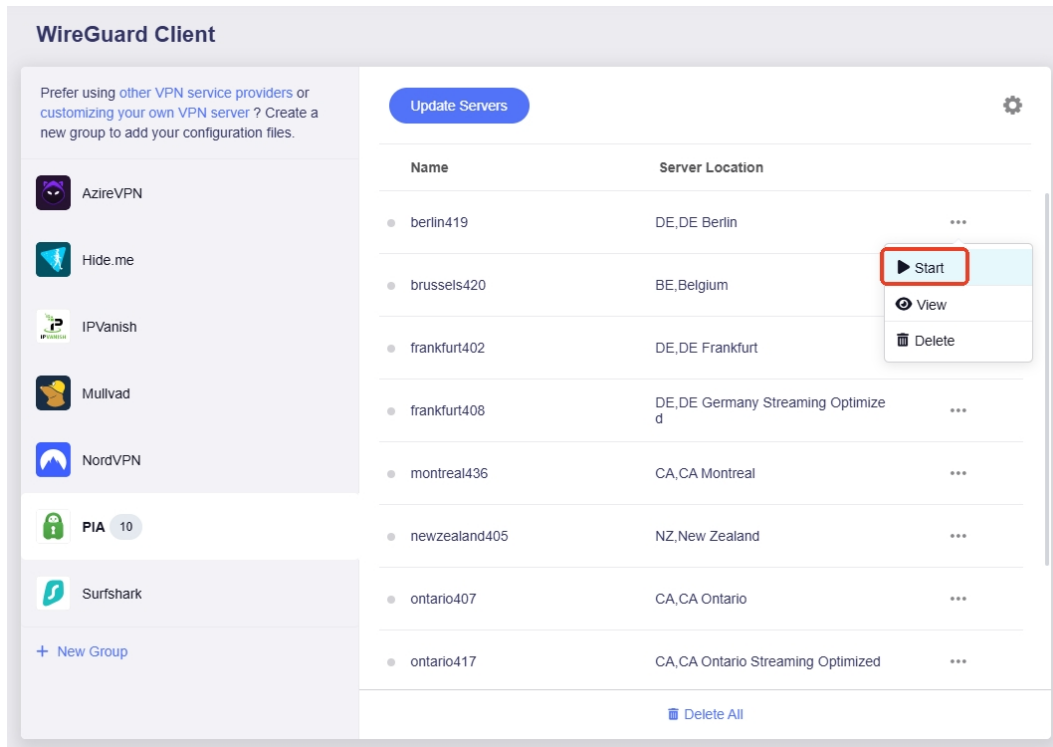 WireGuard Client
Prefer using other VPN service providers or
customizing your own VPN server ? Create a
new group to add your configuration files.
AzireVPN
Hide.me
IPVANISH
IPVanish
Mullvad
NordVPN
PIA 10
Surfshark
+ New Group
Update Servers
Name Server Location
berlin419 DE,DE Berlin
Start
brussels420 BE,Belgium
View
Delete
frankfurt402 DE,DE Frankfurt
frankfurt408 DE,DE Germany Streaming Optimize
d
montreal436 CA,CA Montreal
newzealand405 NZ,New Zealand
ontario407 CA,CA Ontario
ontario417 CA,CA Ontario Streaming Optimized
Delete All